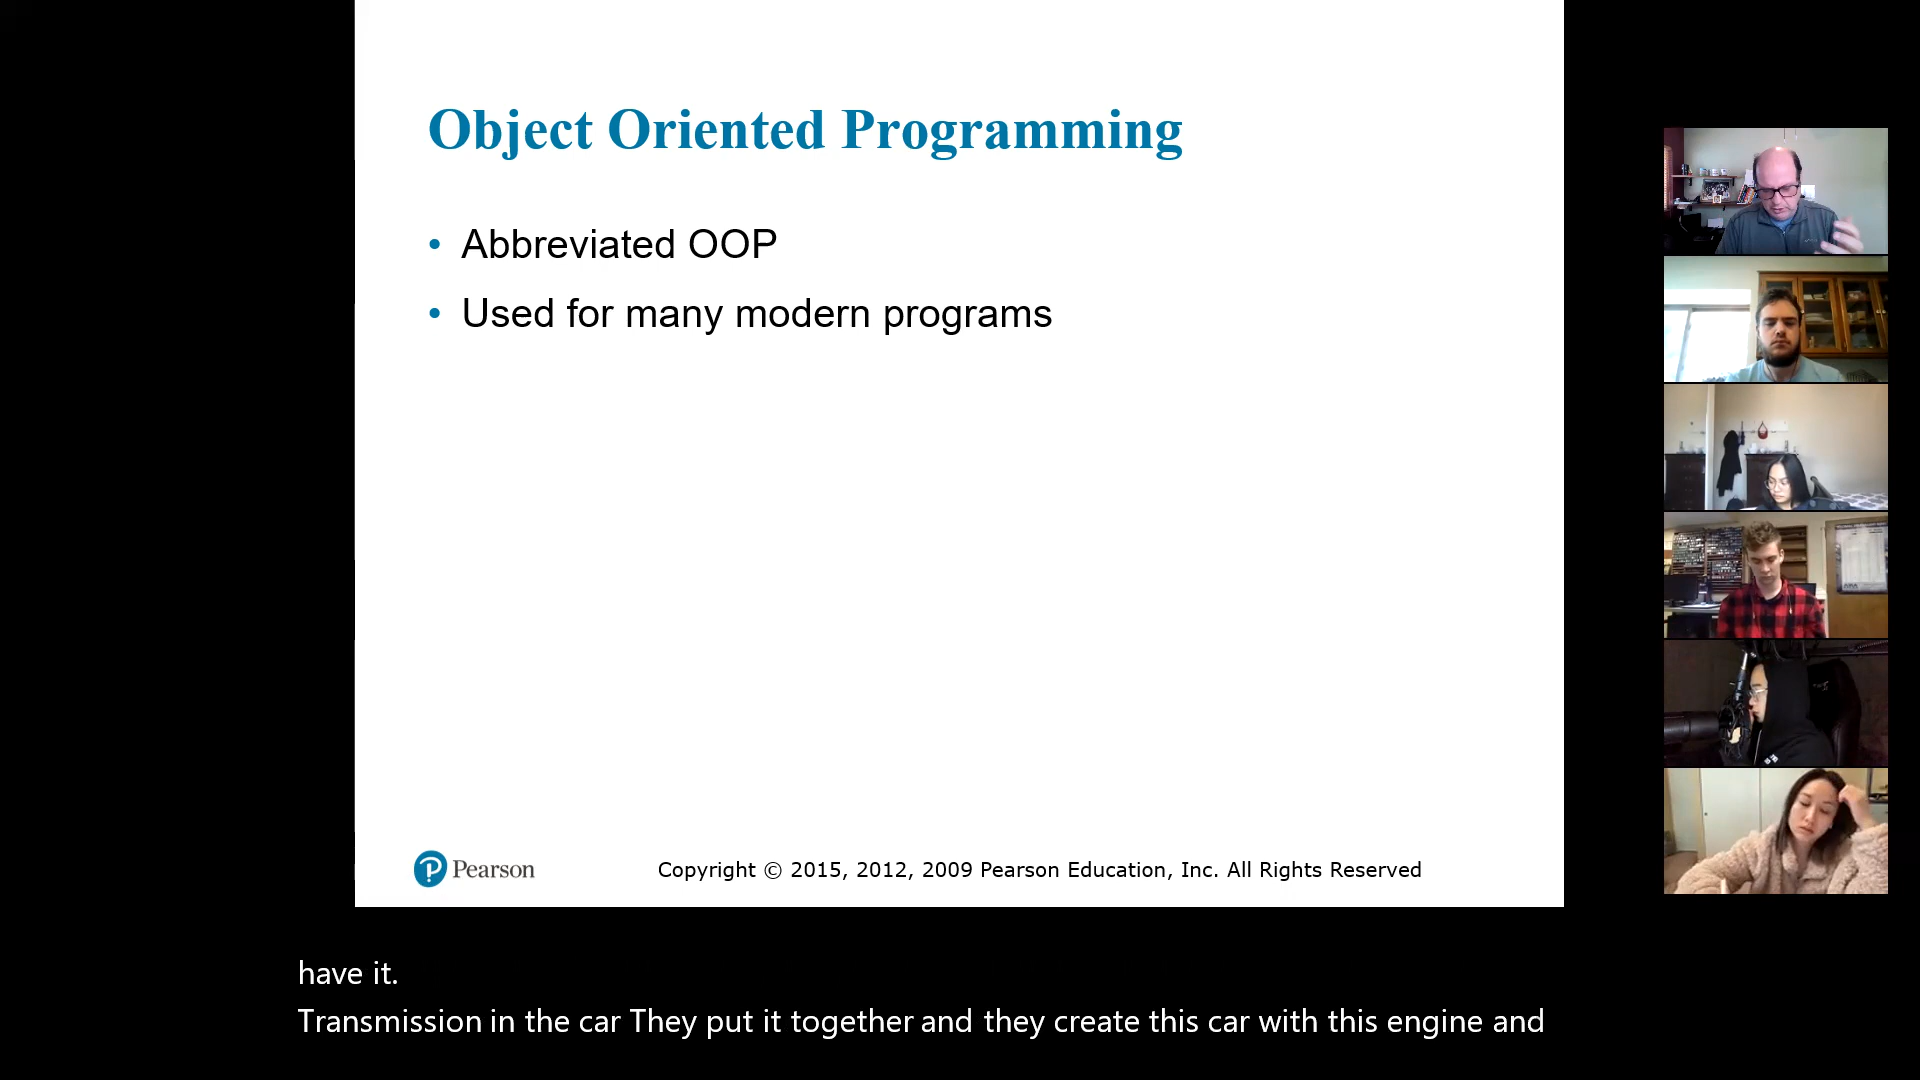 Object Oriented Programming
• Abbreviated OOP
• Used for many modern programs
Pearson
Copyright © 2015, 2012, 2009 Pearson Education, Inc. All Rights Reserved
have it.
Transmission in the car They put it together and they create this car with this engine and